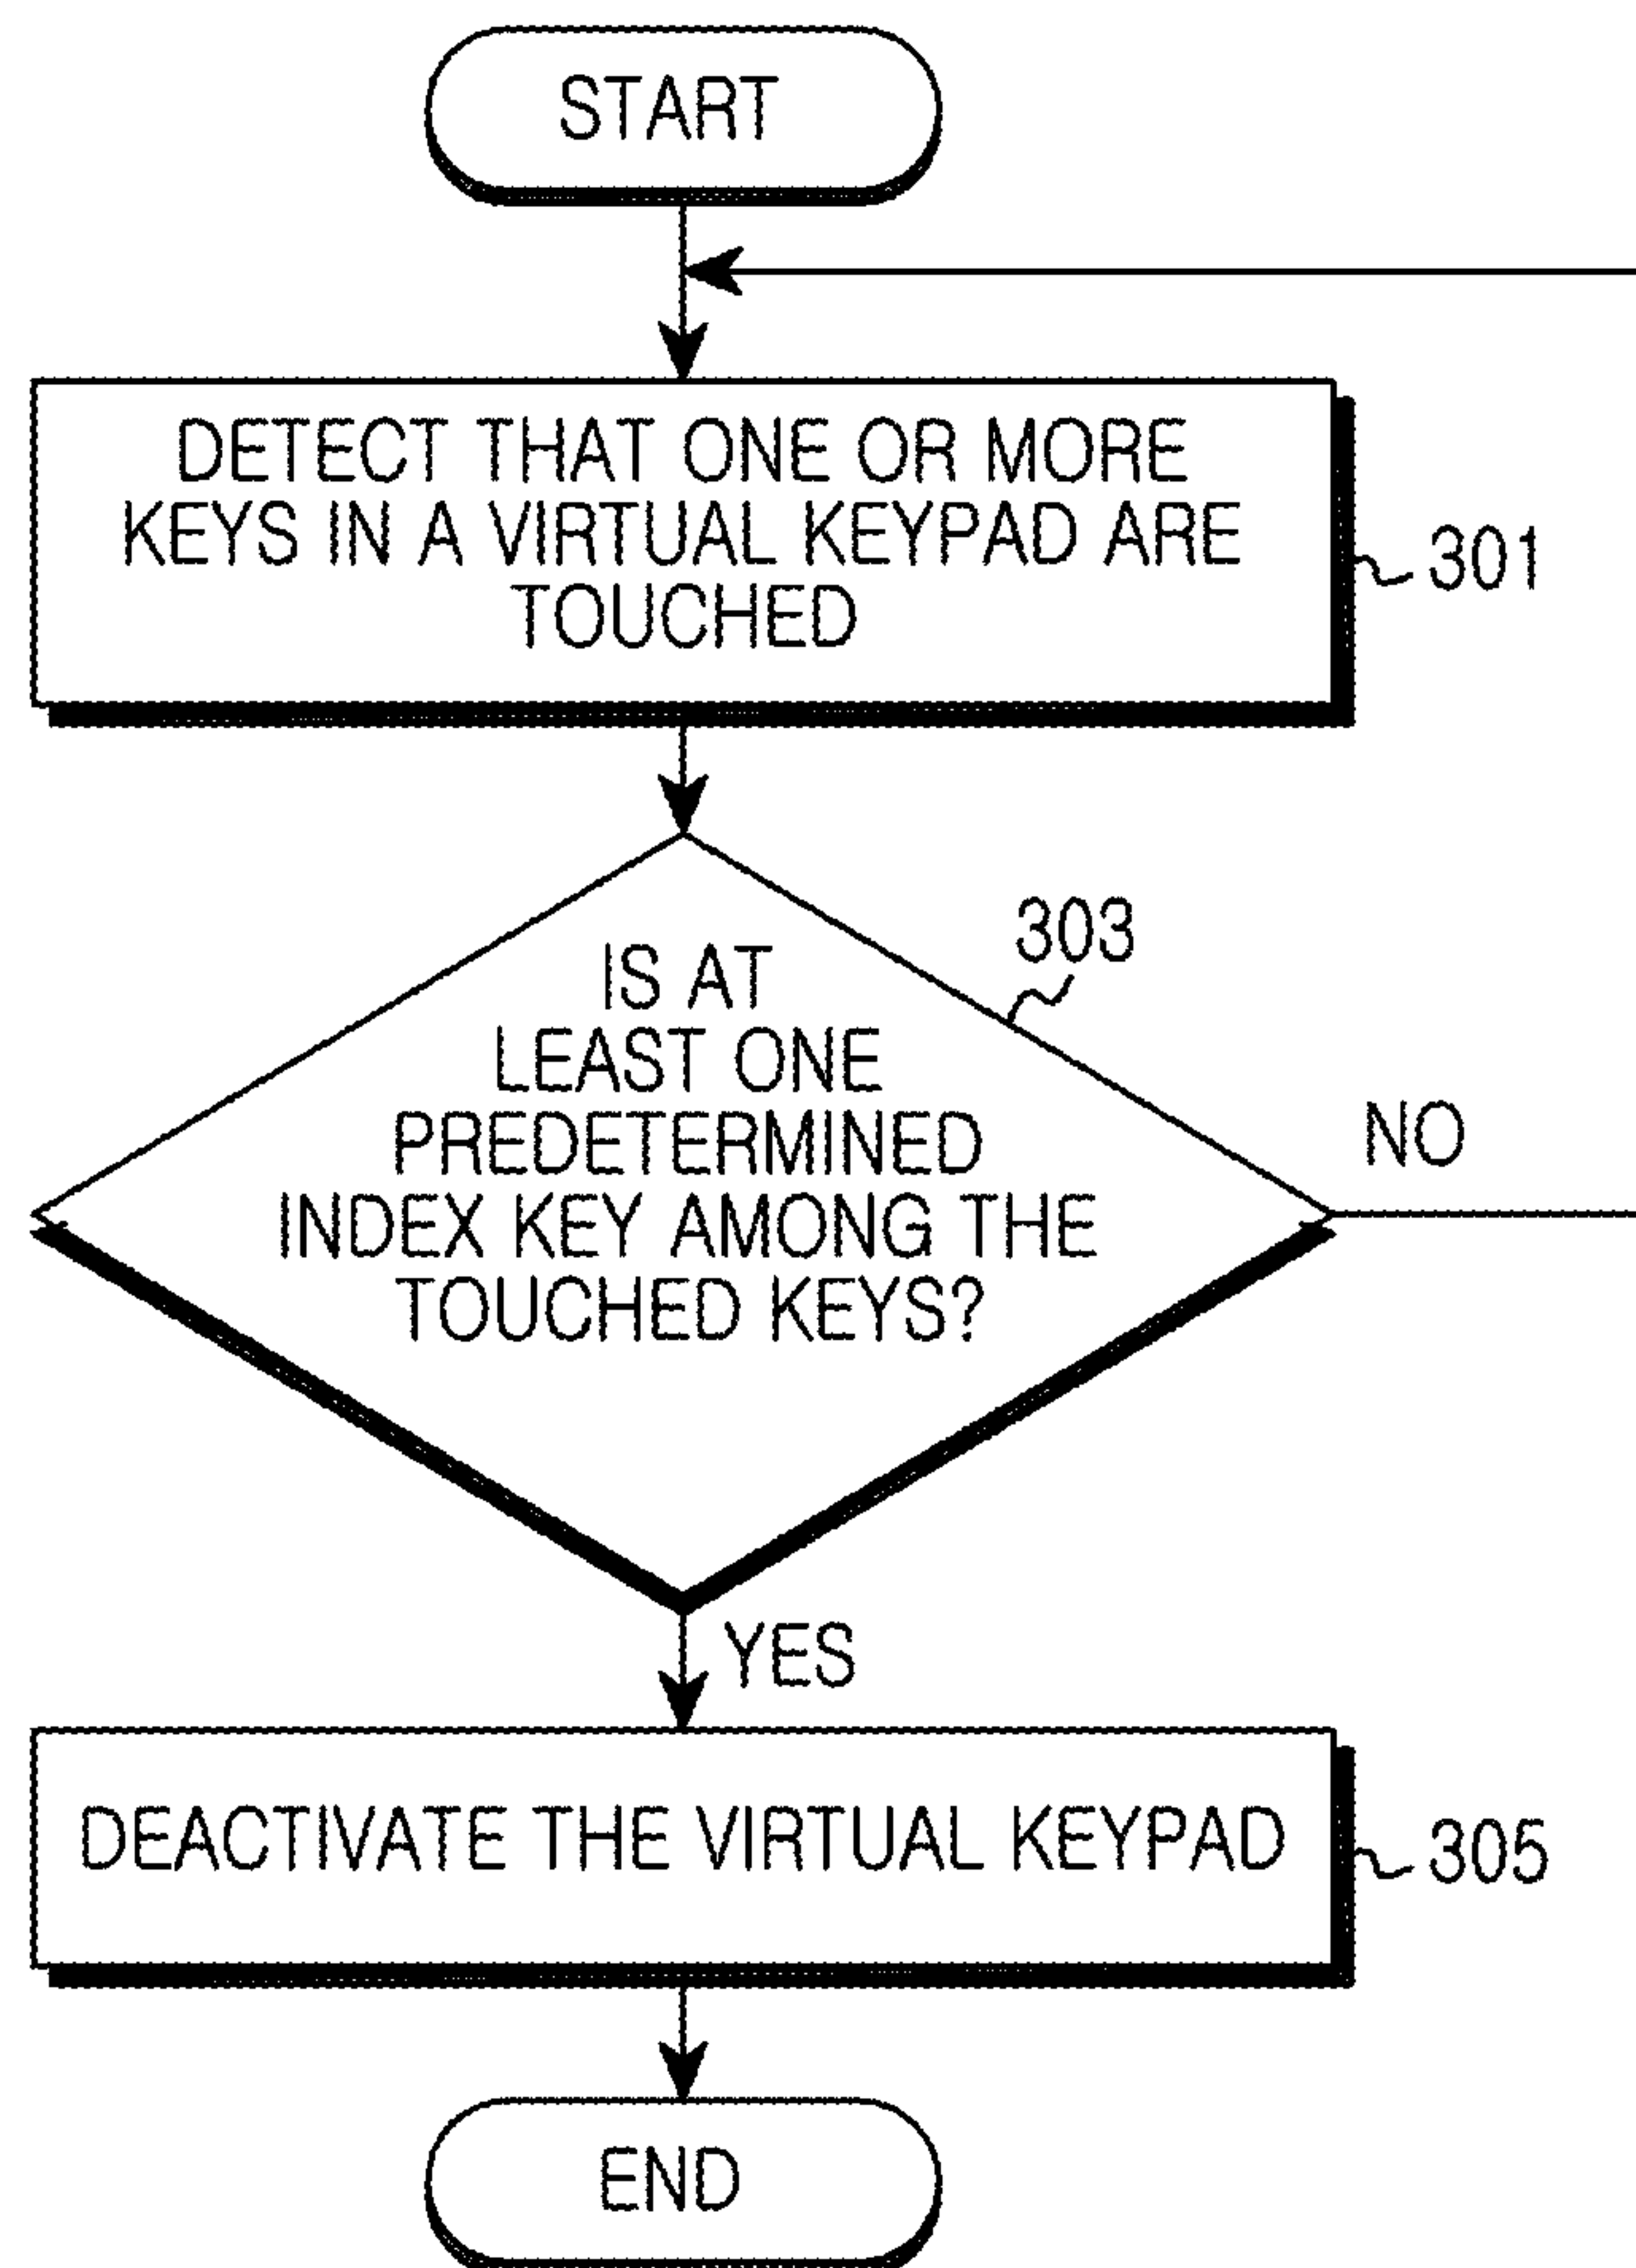 START
DETECT THAT ONE OR MORE
KEYS IN A VIRTUAL KEYPAD ARE
TOUCHED
301
303
IS AT
LEAST ONE
PREDETERMINED
INDEX KEY AMONG THE
TOUCHED KEYS?
NO
YES
DEACTIVATE THE VIRTUAL KEYPAD
305
END